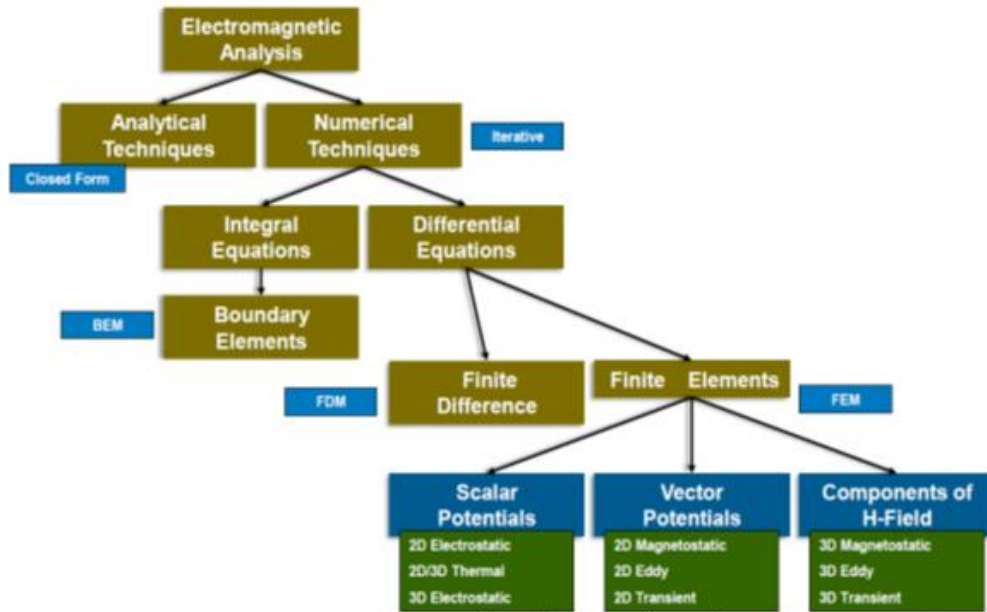 Electromagnetic
Analysis
Analytical
Techniques
Numerical
Techniques
Iterative
Closed Form
Integral
Equations
Differential
Equations
BEM
Boundary
Elements
FDM
Finite
Difference
Finite Elements
FEM
Scalar
Potentials
2D Electrostatic
2D/3D Thermal
3D Electrostatic
Vector
Potentials
2D Magnetostatic
2D Eddy
2D Transient
Components of
H-Field
3D Magnetostatic
3D Eddy
3D Transient